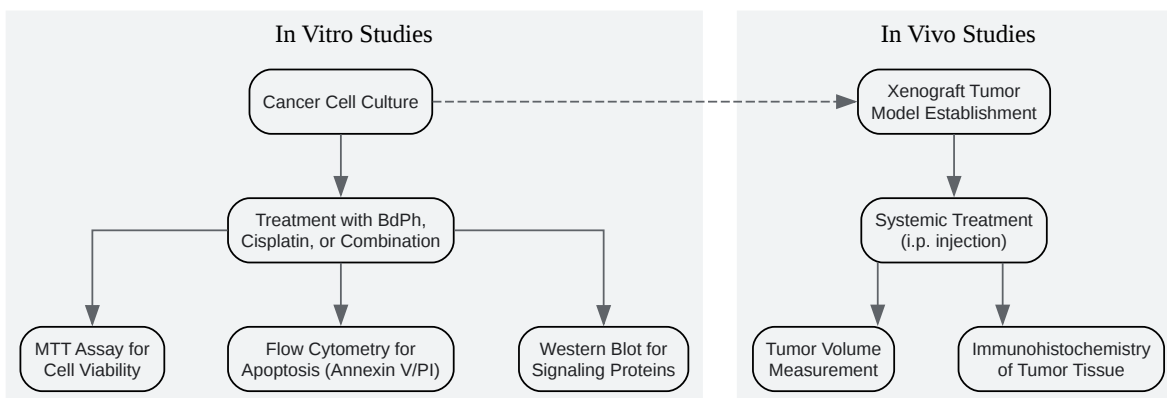 In Vitro Studies
Cancer Cell Culture
Treatment with BdPh,
Cisplatin, or Combination
MTT Assay for
Cell Viability
Flow Cytometry for
Apoptosis (Annexin V/PI)
Western Blot for
Signaling Proteins
In Vivo Studies
Xenograft Tumor
Model Establishment
Systemic Treatment
(i.p. injection)
Tumor Volume
Measurement
Immunohistochemistry
of Tumor Tissue